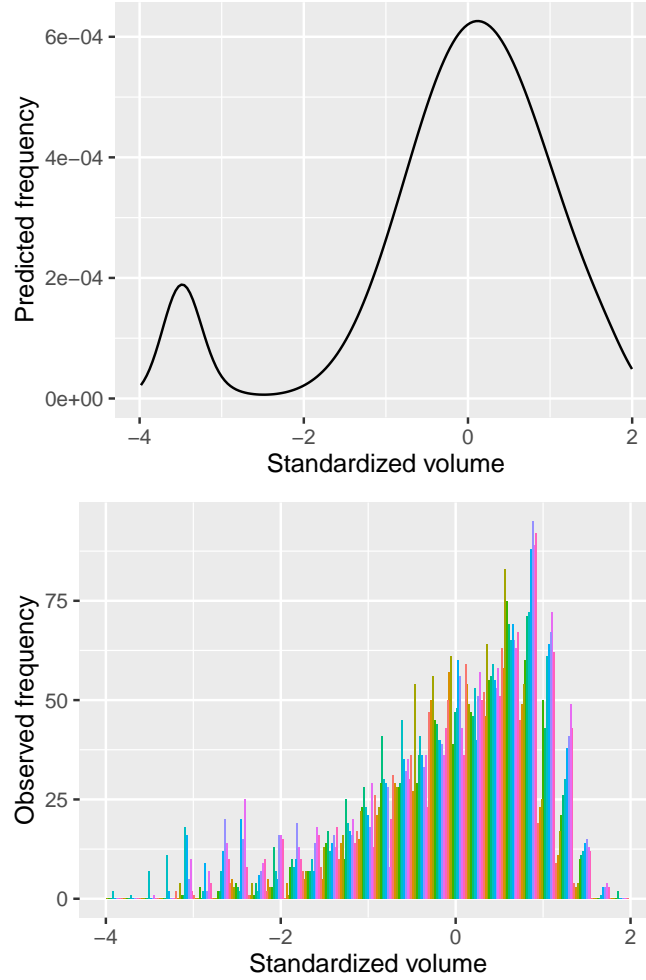 6e−04
4e−04
2e−04
0e+00
Predicted frequency
−4 −2 0 2
Standardized volume
75
50
25
0
Observed frequency
−4 −2 0 2
Standardized volume